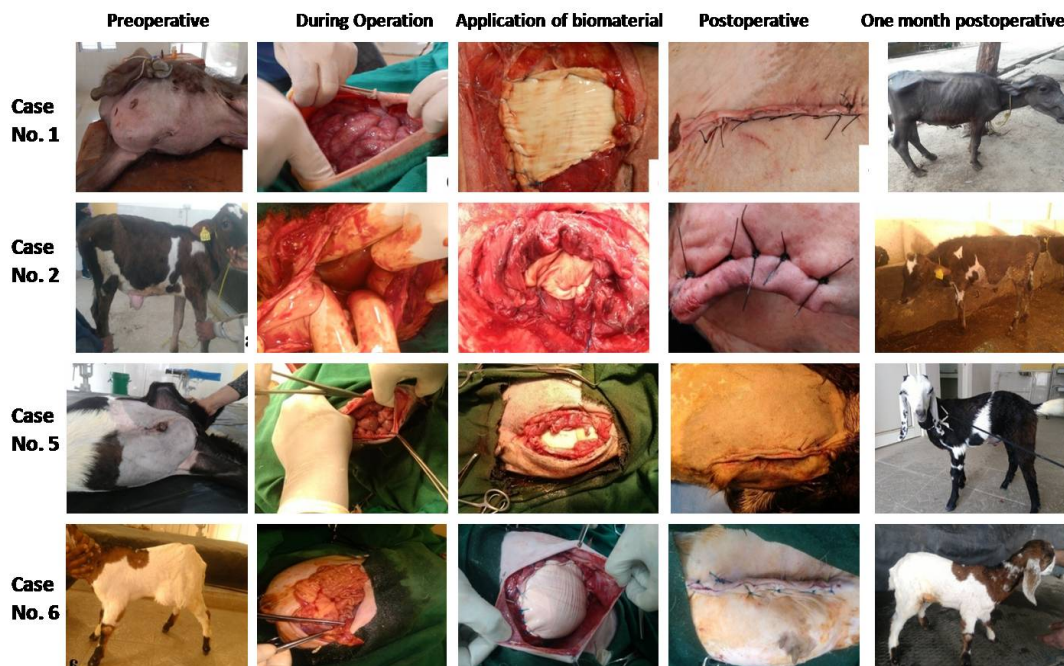 Preoperative
During Operation
Application of biomaterial
Postoperative
One month postoperative
Case
No. 1
Case
No. 2
Case
No. 5
Case
No. 6